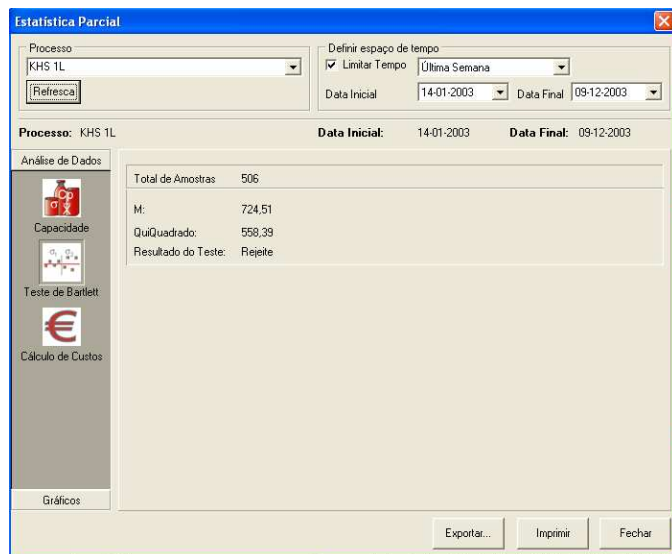 Estatística Parcial
Processo
KHS 1L
Refresca
Definir espaço de tempo
Limitar Tempo Última Semana
Data Inicial 14-01-2003 Data Final 09-12-2003
Processo: KHS 1L Data Inicial: 14-01-2003 Data Final: 09-12-2003
Análise de Dados
Capacidade
Teste de Bartlett
Cálculo de Custos
Gráficos
Total de Amostras 506
M: 724,51
QuiQuadrado: 558,39
Resultado do Teste: Rejeite
Exportar... Imprimir Fechar